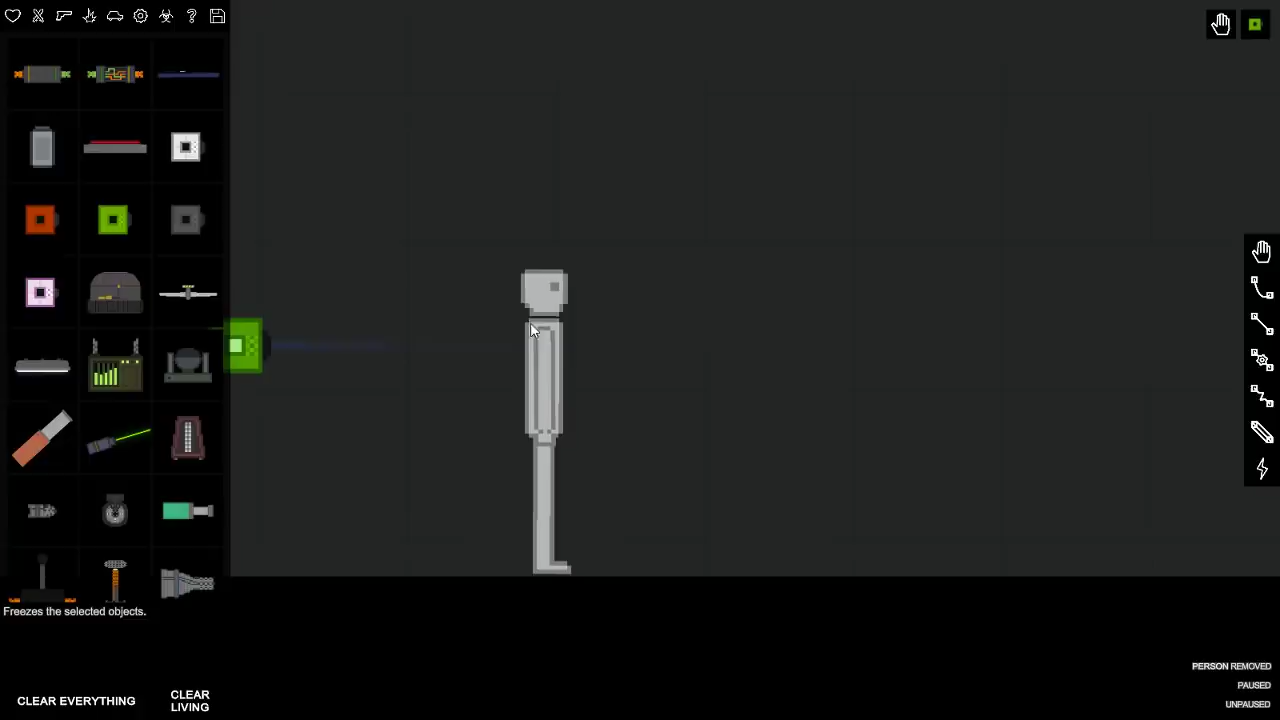 Freezes the selected objects.
CLEAR EVERYTHING
CLEAR
LIVING
PERSON REMOVED
PAUSED
UNPAUSED